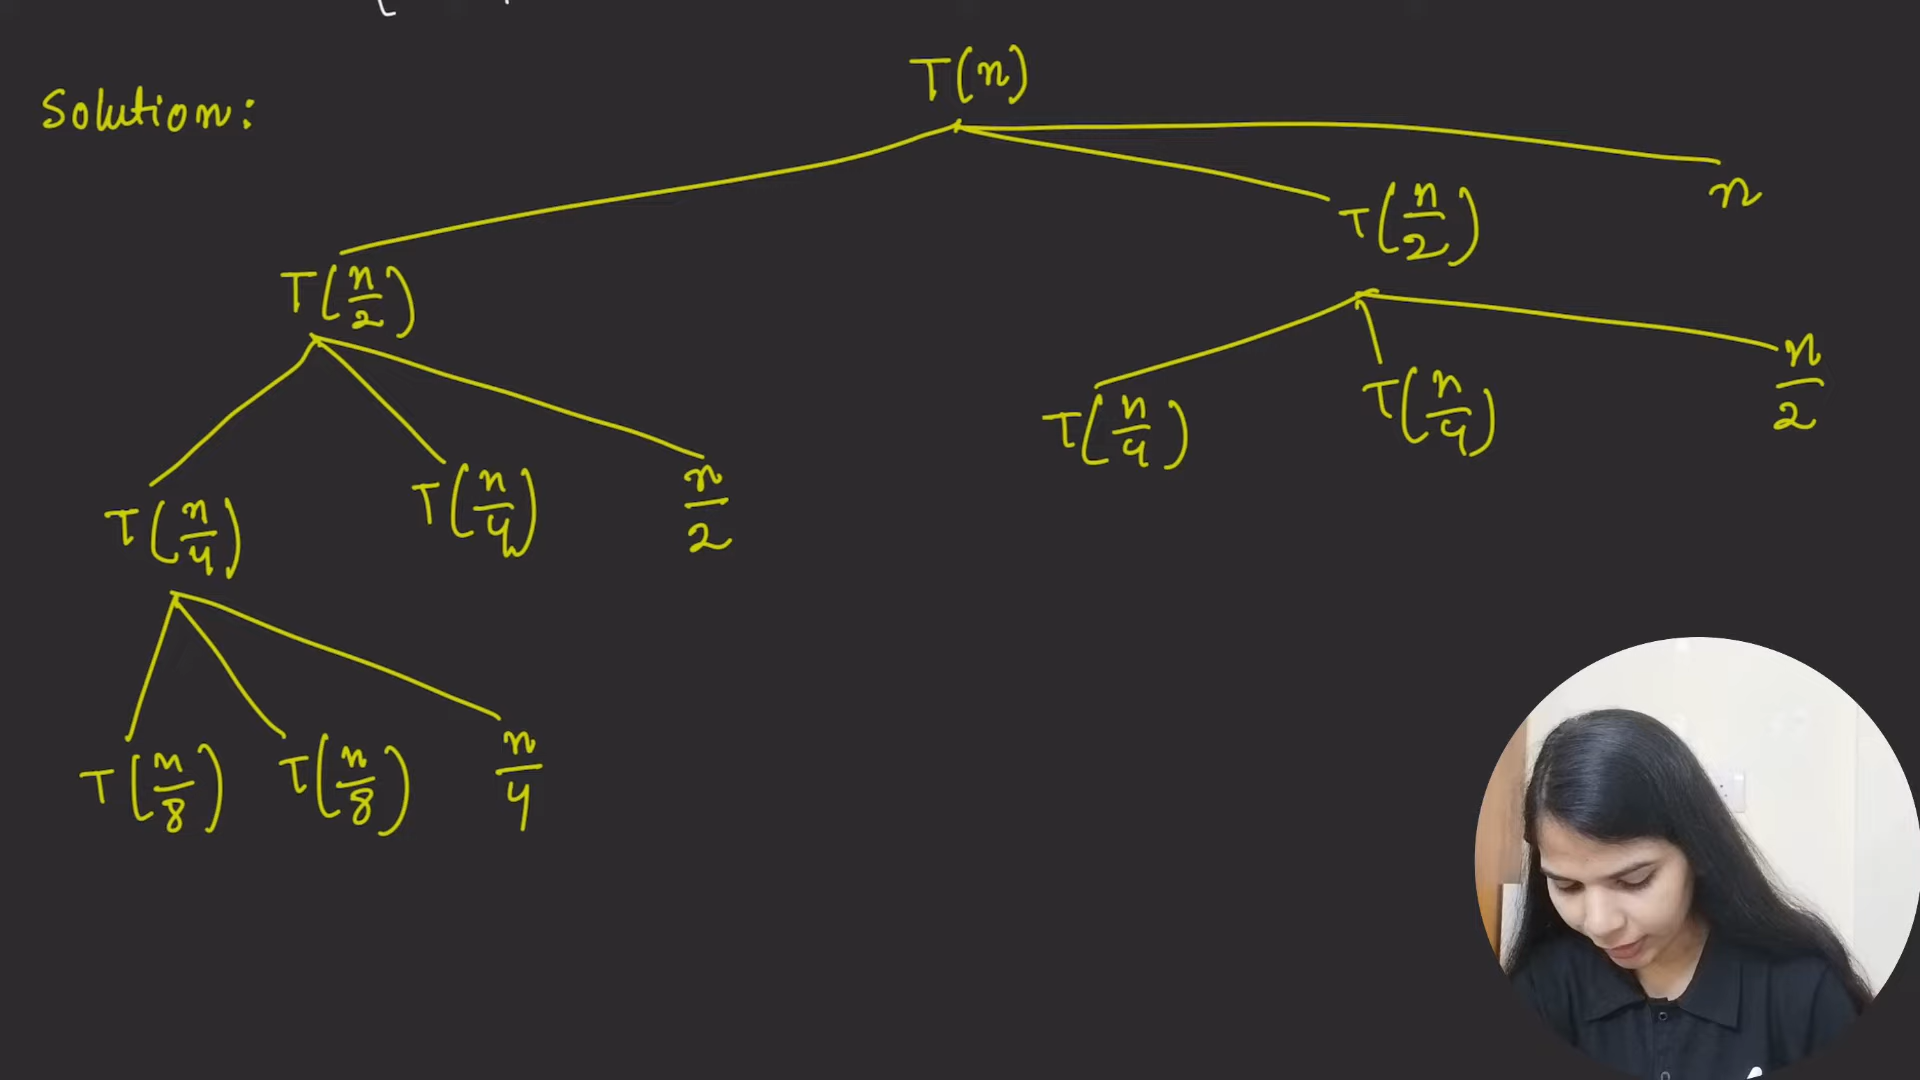 Solution:
T(n)
T(n/2) T(n/2) n
T(n/4) T(n/4) n/2 T(n/4) T(n/4) n/2
T(n/8) T(n/8) n/4